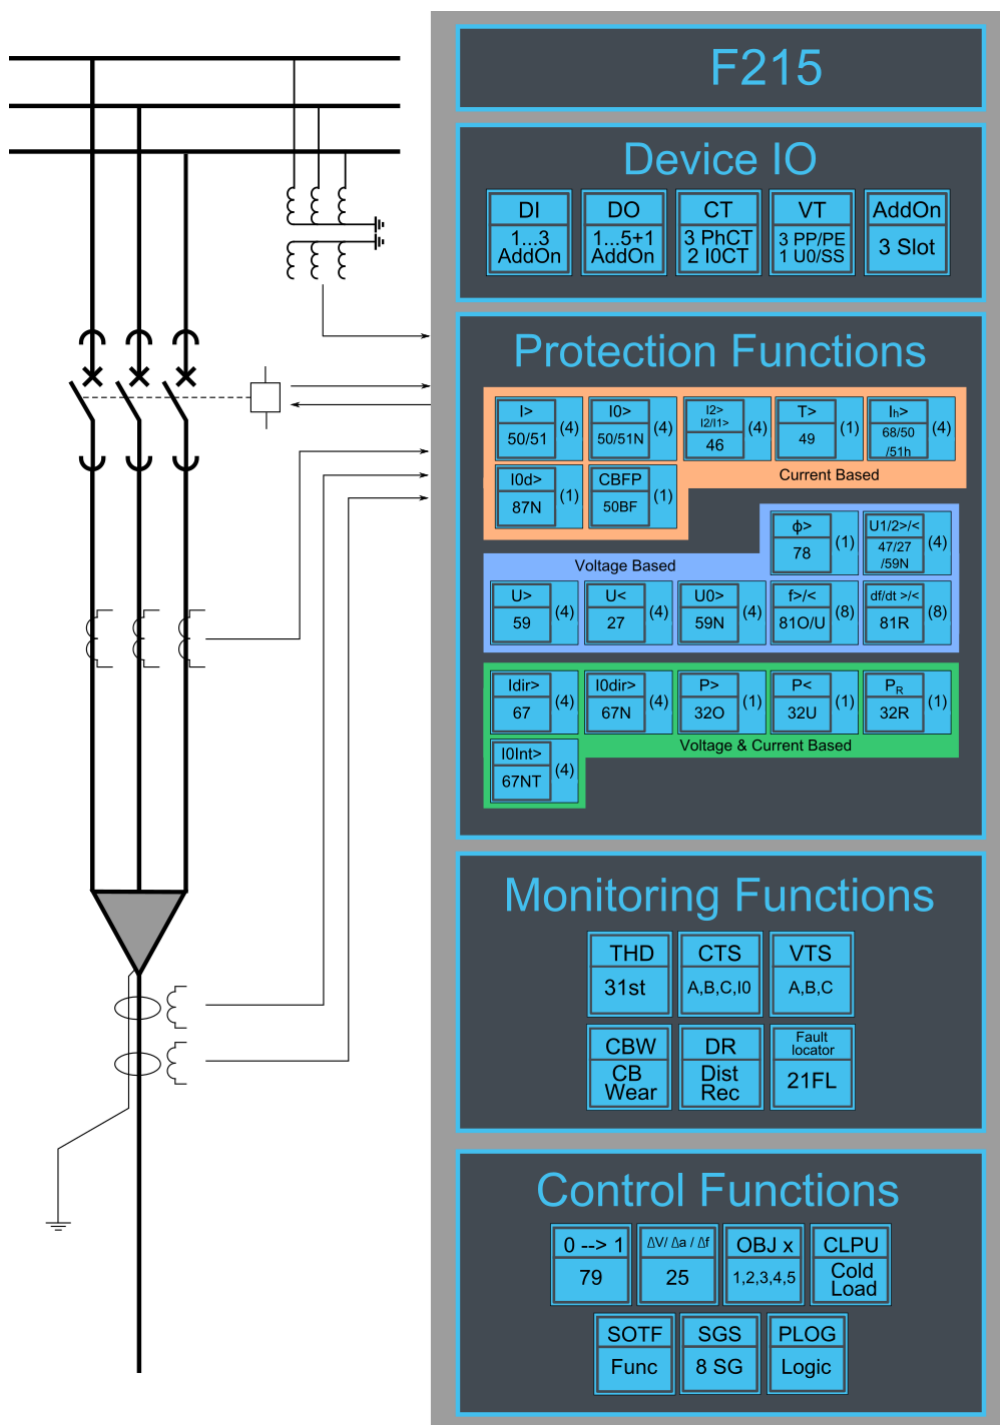 F215
Device IO
DI
1...3
AddOn
DO
1...5+1
AddOn
CT
3 PhCT
2 I0CT
VT
3 PP/PE
1 U0/SS
AddOn
3 Slot
Protection Functions
I>
50/51
(4)
I0>
50/51N
(4)
I2>
I2/I1>
46
(4)
T>
49
(1)
Ih>
68/50
/51h
(4)
I0d>
87N
(1)
CBFP
50BF
(1)
Current Based
ϕ>
78
(1)
U1/2>/<
47/27
/59N
(4)
Voltage Based
U>
59
(4)
U<
27
(4)
U0>
59N
(4)
f>/<
81O/U
(8)
df/dt >/<
81R
(8)
Idir>
67
(4)
I0dir>
67N
(4)
P>
32O
(1)
P<
32U
(1)
PR
32R
(1)
Voltage & Current Based
I0Int>
67NT
(4)
Monitoring Functions
THD
31st
CTS
A,B,C,I0
VTS
A,B,C
CBW
CB
Wear
DR
Dist
Rec
Fault
locator
21FL
Control Functions
0 --> 1
79
ΔV/ Δa / Δf
25
OBJ x
1,2,3,4,5
CLPU
Cold
Load
SOTF
Func
SGS
8 SG
PLOG
Logic